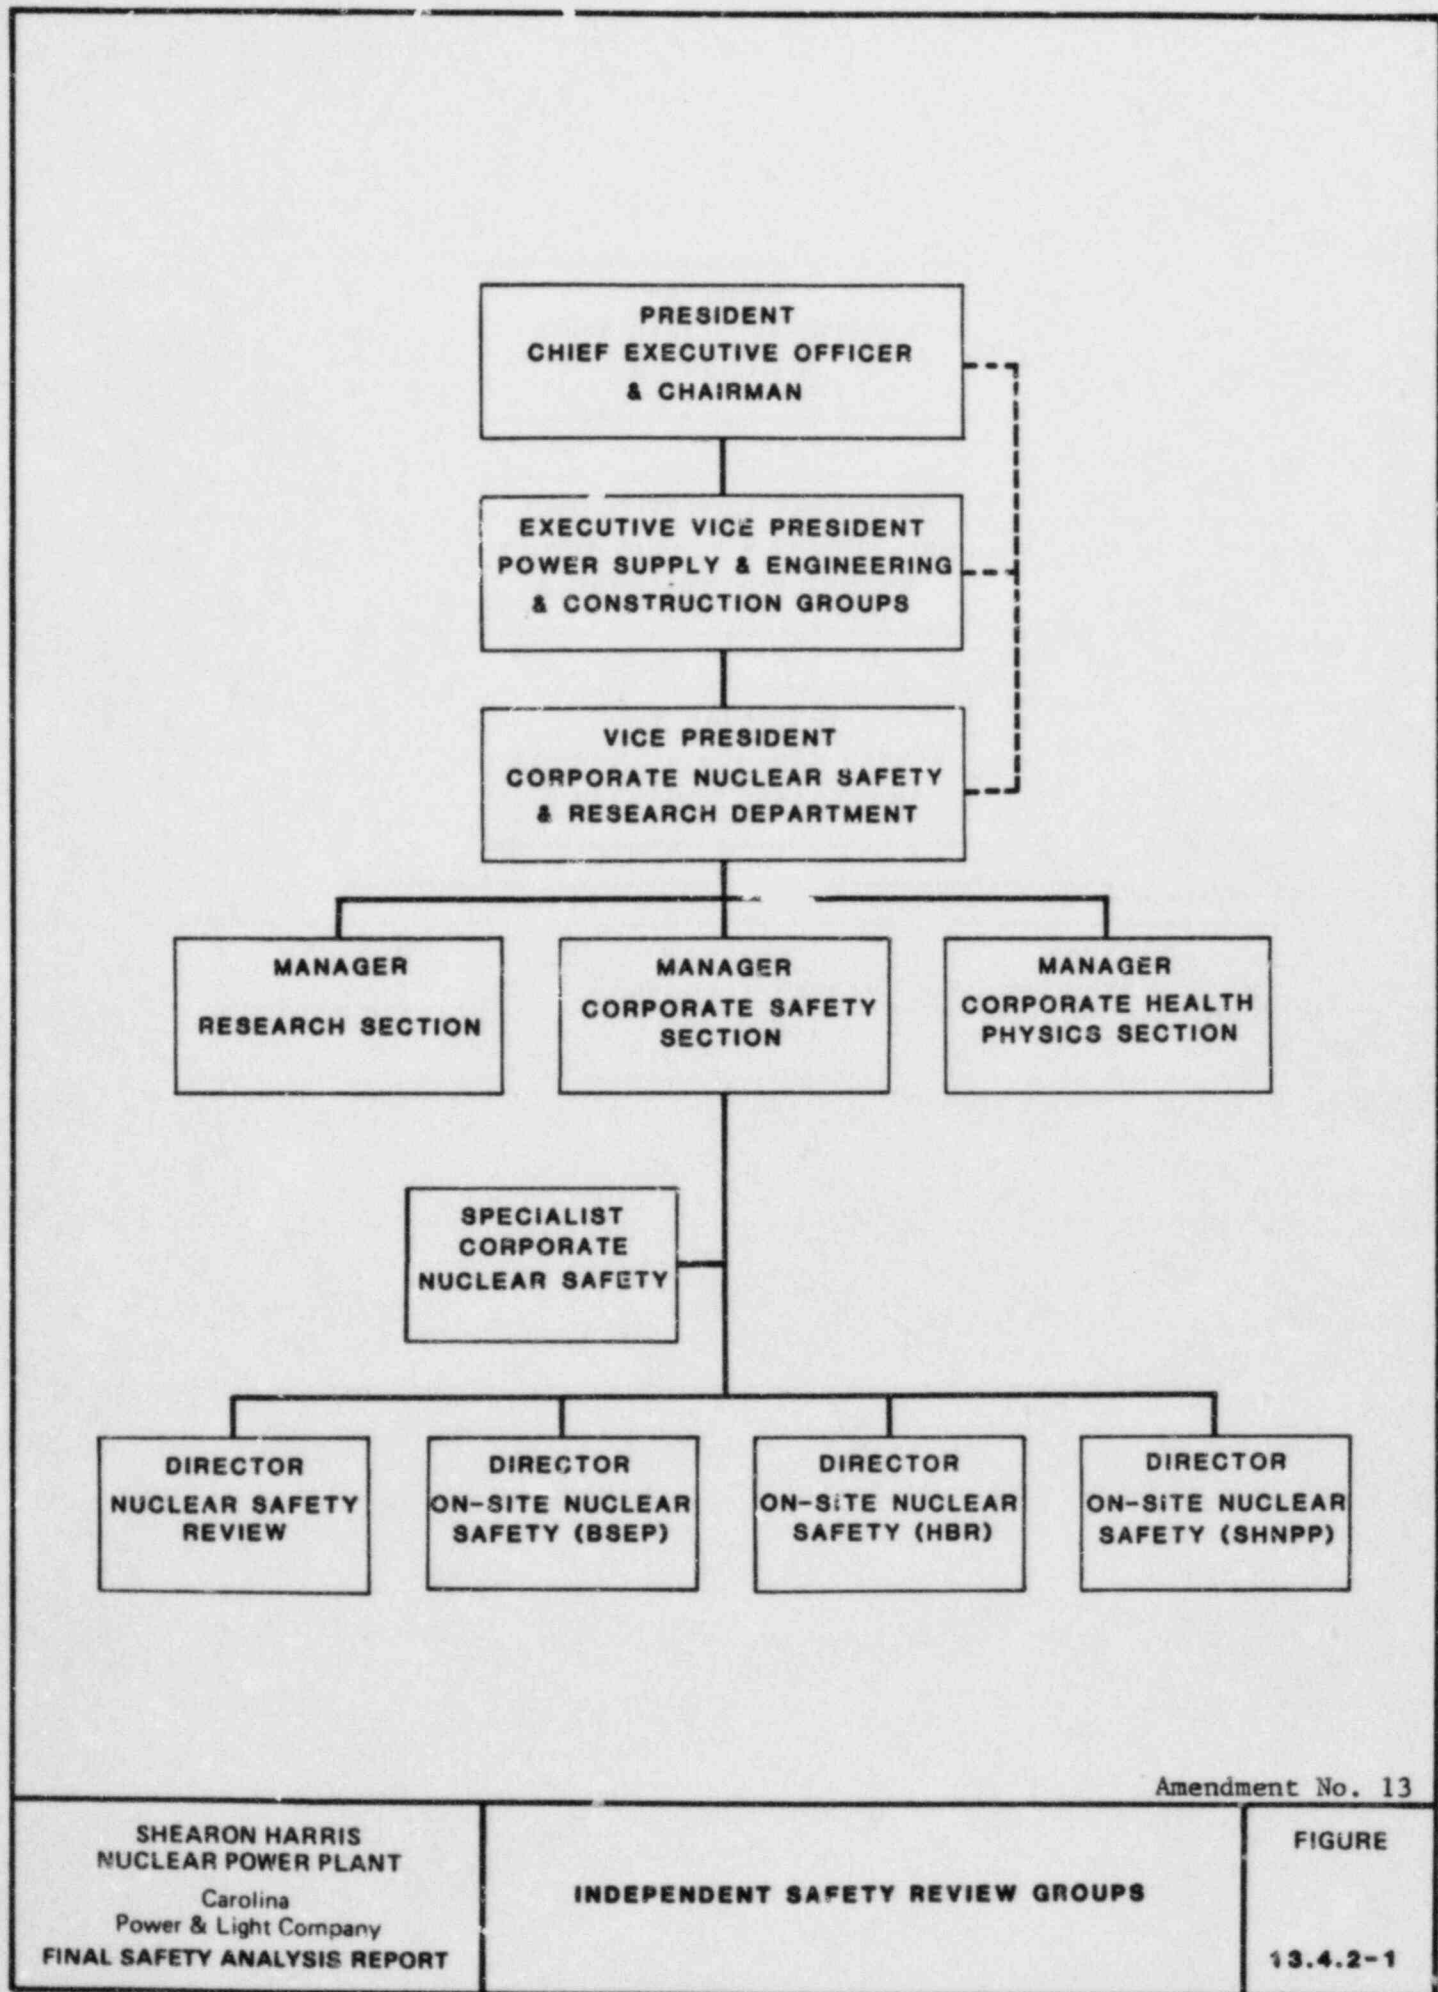 PRESIDENT
CHIEF EXECUTIVE OFFICER
& CHAIRMAN
EXECUTIVE VICE PRESIDENT
POWER SUPPLY & ENGINEERING
& CONSTRUCTION GROUPS
VICE PRESIDENT
CORPORATE NUCLEAR SAFETY
& RESEARCH DEPARTMENT
MANAGER
RESEARCH SECTION
MANAGER
CORPORATE SAFETY
SECTION
MANAGER
CORPORATE HEALTH
PHYSICS SECTION
SPECIALIST
CORPORATE
NUCLEAR SAFETY
DIRECTOR
NUCLEAR SAFETY
REVIEW
DIRECTOR
ON-SITE NUCLEAR
SAFETY (BSEP)
DIRECTOR
ON-SITE NUCLEAR
SAFETY (HBR)
DIRECTOR
ON-SITE NUCLEAR
SAFETY (SHNPP)
Amendment No. 13
SHEARON HARRIS
NUCLEAR POWER PLANT
Carolina
Power & Light Company
FINAL SAFETY ANALYSIS REPORT
INDEPENDENT SAFETY REVIEW GROUPS
FIGURE
13.4.2-1